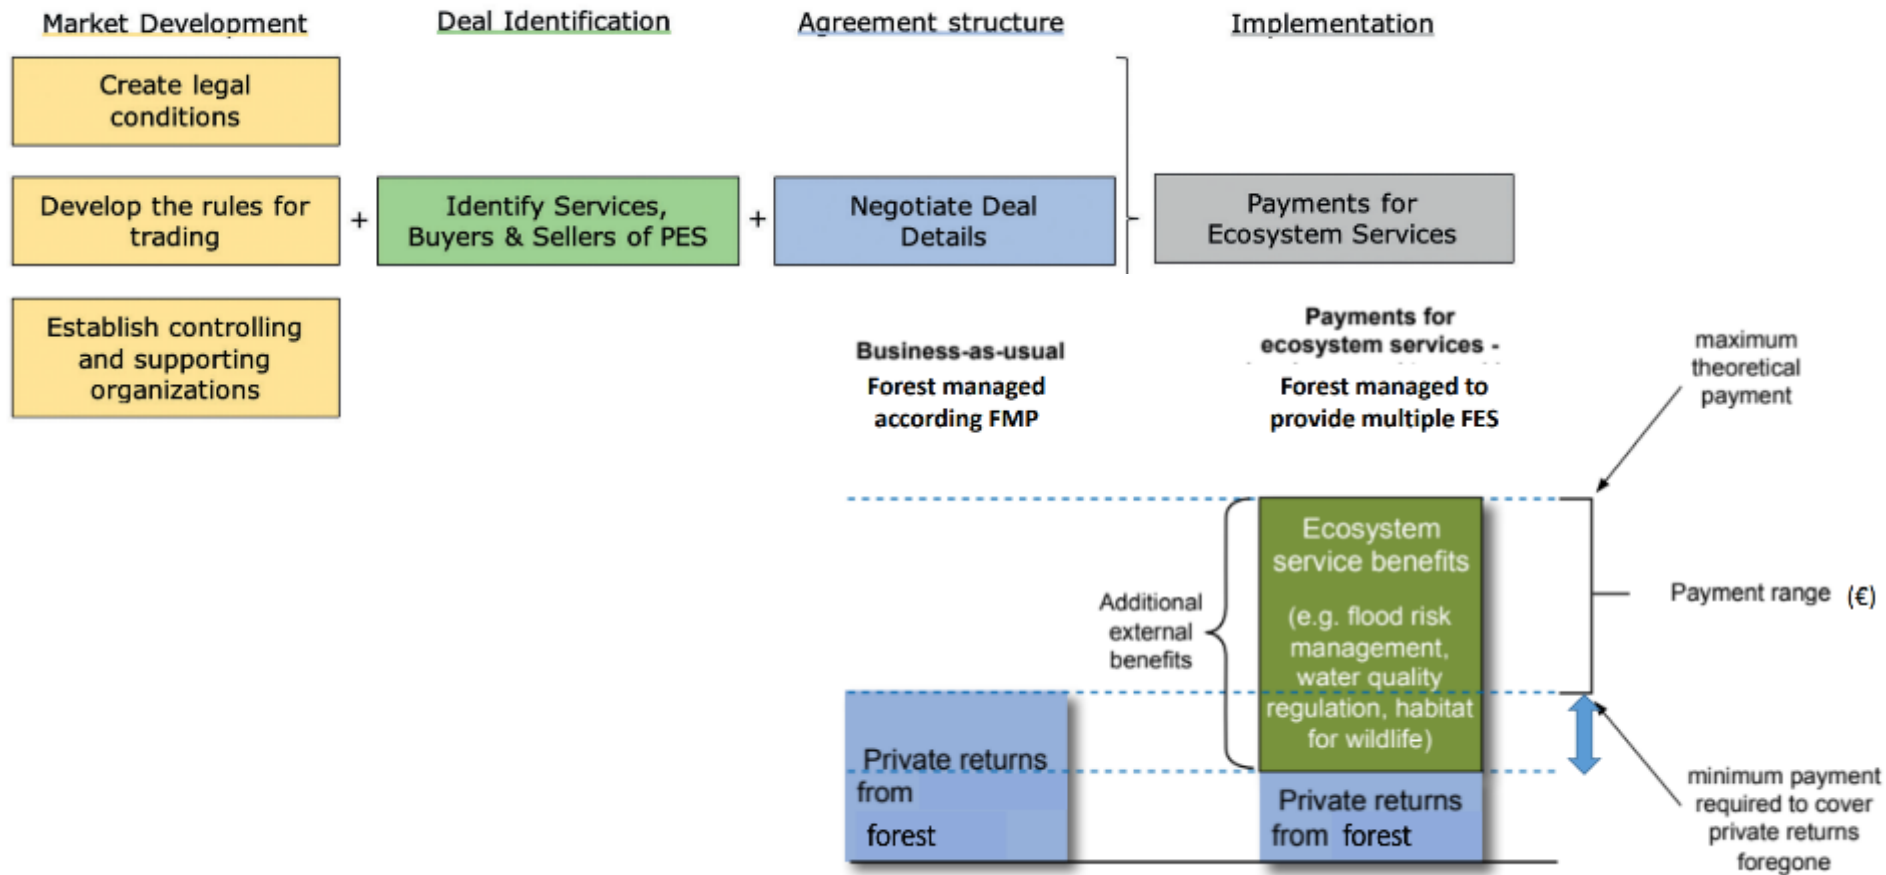 Market Development
Deal Identification
Agreement structure
Implementation
Create legal
conditions
Develop the rules for
trading
+
Identify Services,
Buyers & Sellers of PES
+
Negotiate Deal
Details
Payments for
Ecosystem Services
Establish controlling
and supporting
organizations
Business-as-usual
Forest managed
according FMP
Payments for
ecosystem services -
Forest managed to
provide multiple FES
maximum
theoretical
payment
Ecosystem
service benefits
(e.g. flood risk
management,
water quality
regulation, habitat
for wildlife)
Additional
external
benefits
Payment range (€)
Private returns
from
forest
Private returns
from forest
minimum payment
required to cover
private returns
foregone